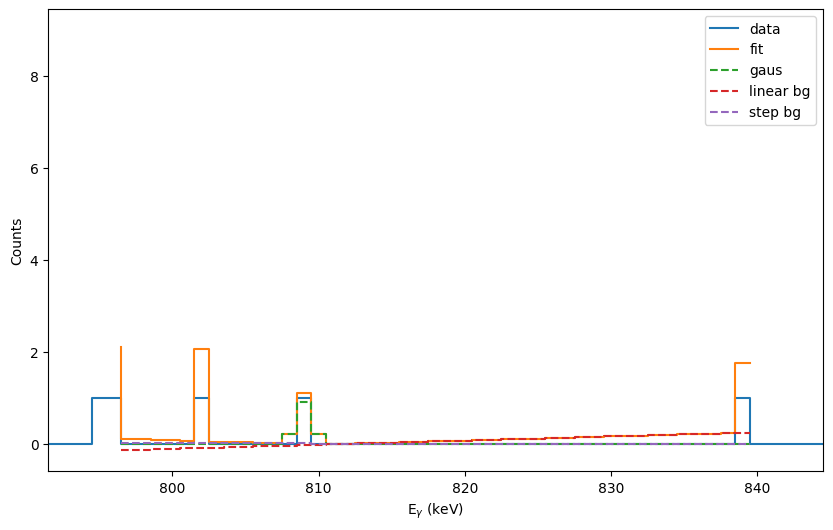 data
fit
gaus
linear bg
step bg
8
6
4
2
0
Counts
800
810
820
830
840
Eγ (keV)